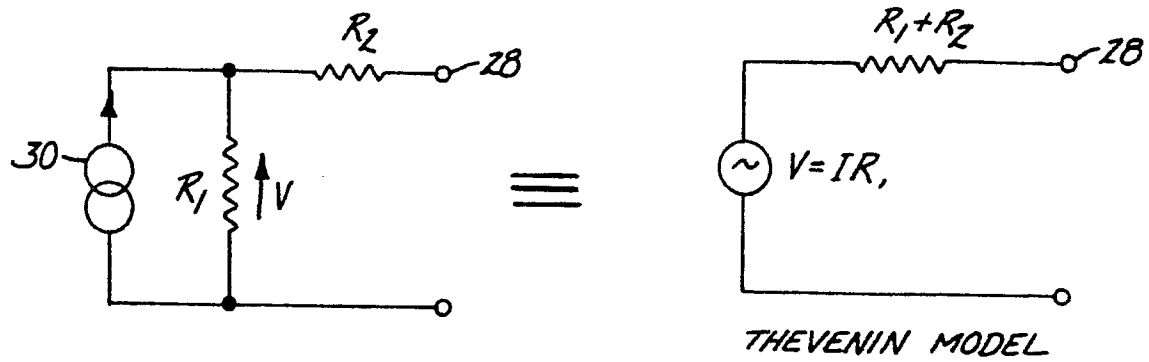 R2
28
30
R1
V
R1+R2
28
V=IR,
THEVENIN MODEL